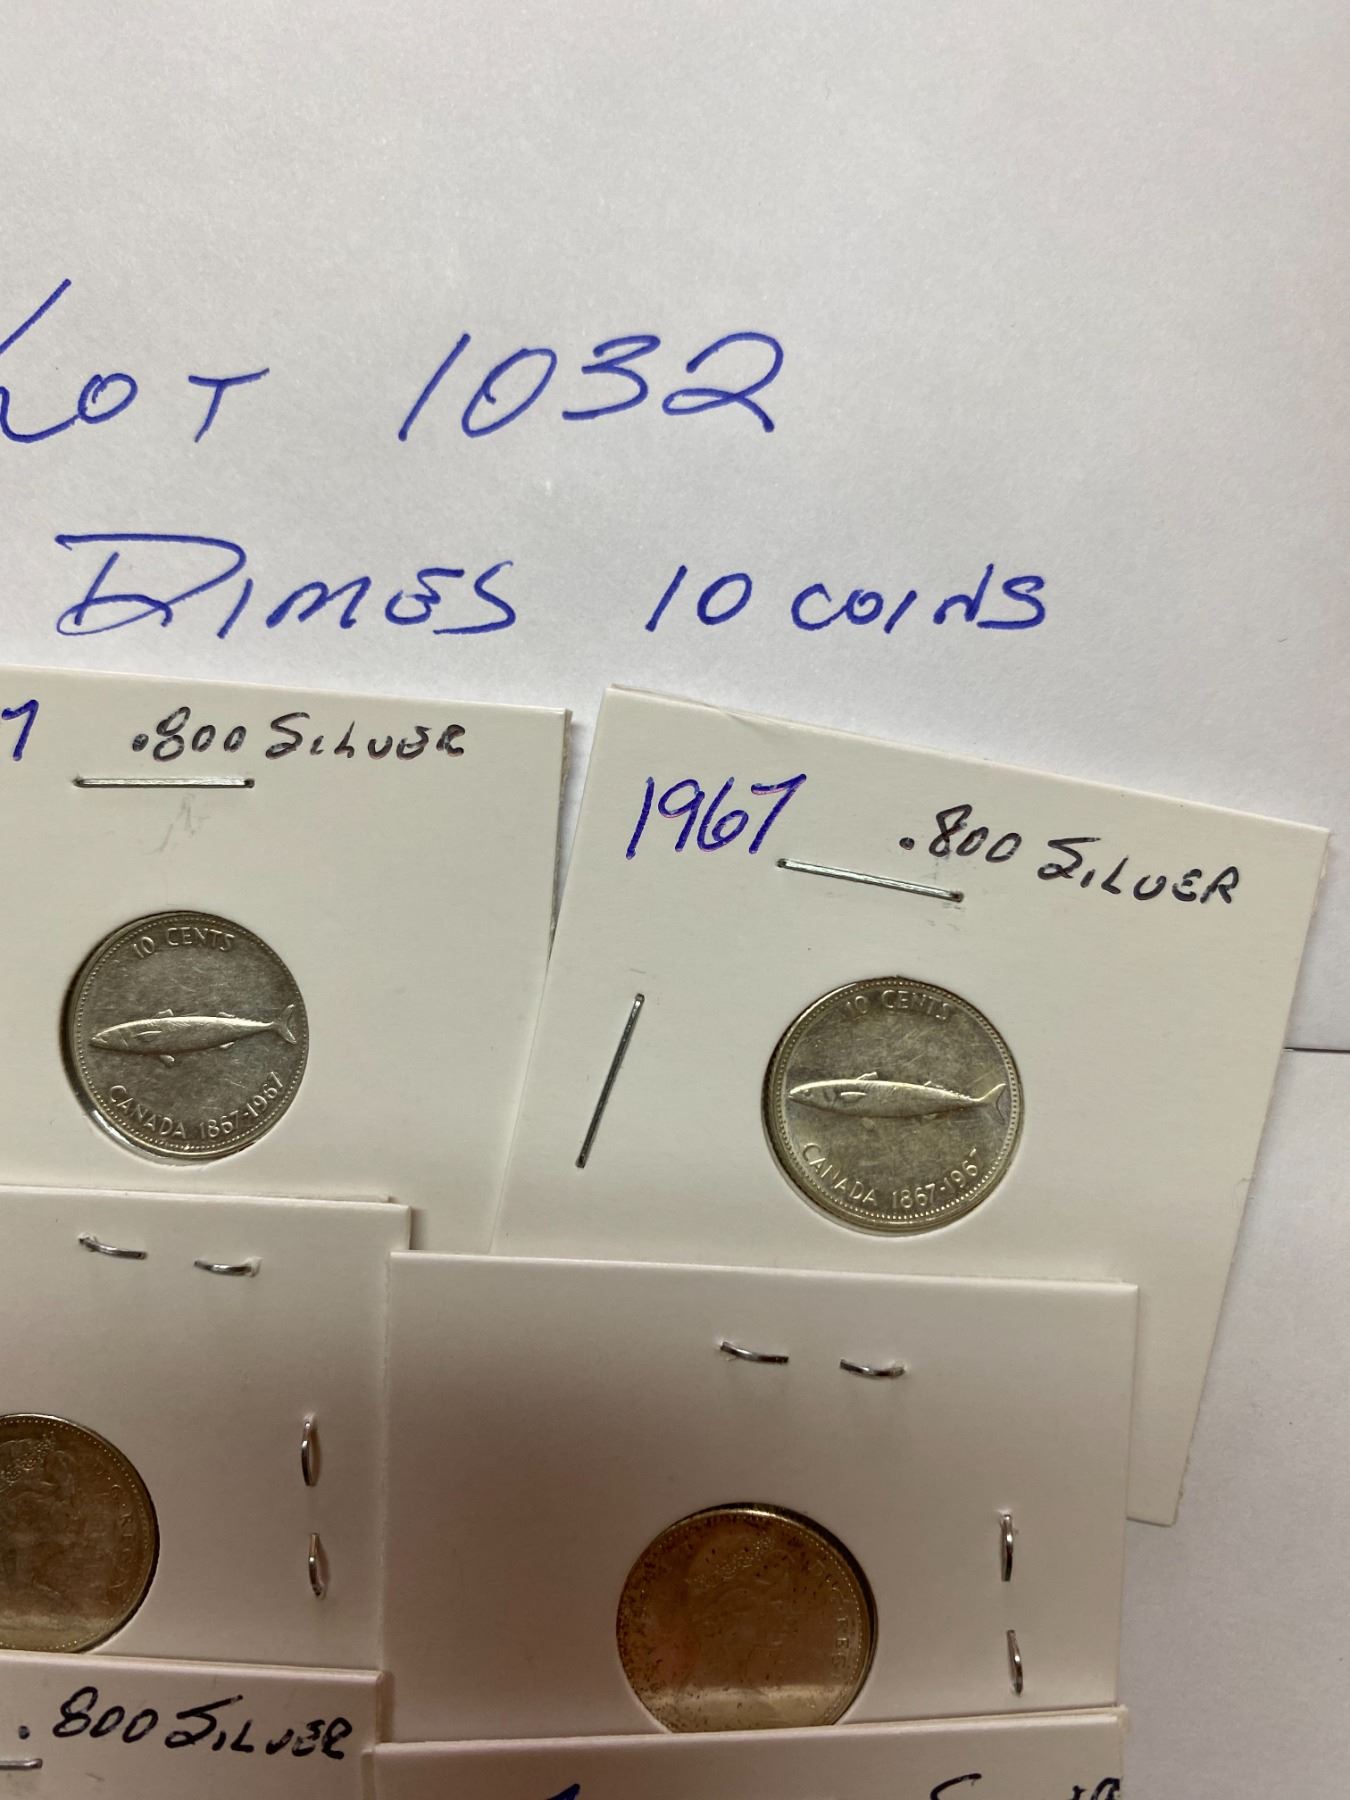 LOT 1032
DIMES 10 COINS
7 .800 SILVER
1967 .800 SILVER
10 CENTS
CANADA 1867-1967
10 CENTS
CANADA 1867-1967
.800 SILVER